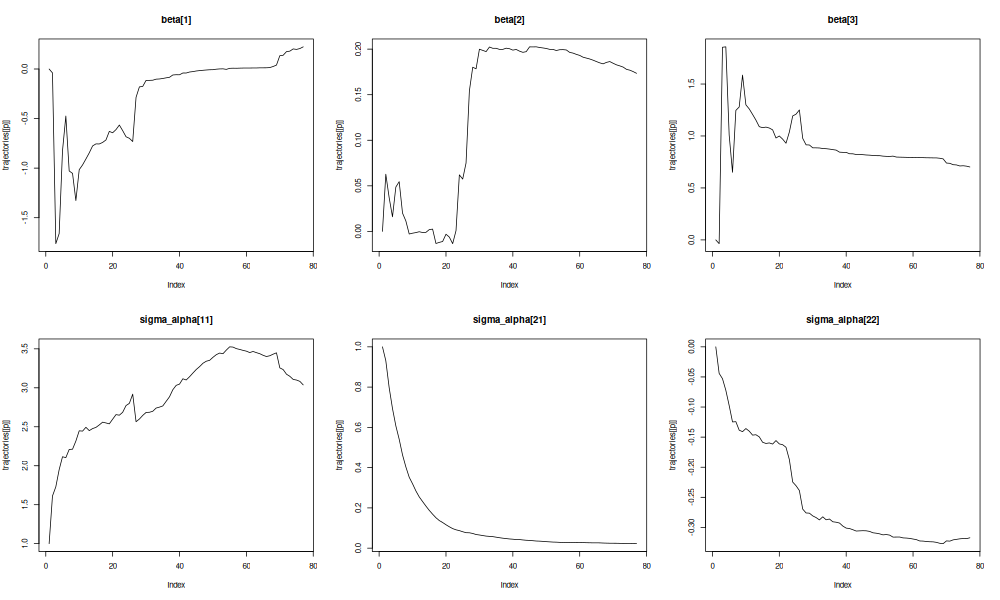 beta[1]
trajectories[[p]]
0.0
-0.5
-1.0
-1.5
0 20 40 60 80
Index
beta[2]
trajectories[[p]]
0.20
0.15
0.10
0.05
0.00
0 20 40 60 80
Index
beta[3]
trajectories[[p]]
1.5
1.0
0.5
0.0
0 20 40 60 80
Index
sigma_alpha[11]
trajectories[[p]]
3.5
3.0
2.5
2.0
1.5
1.0
0 20 40 60 80
Index
sigma_alpha[21]
trajectories[[p]]
1.0
0.8
0.6
0.4
0.2
0.0
0 20 40 60 80
Index
sigma_alpha[22]
trajectories[[p]]
0.00
-0.05
-0.10
-0.15
-0.20
-0.25
-0.30
0 20 40 60 80
Index